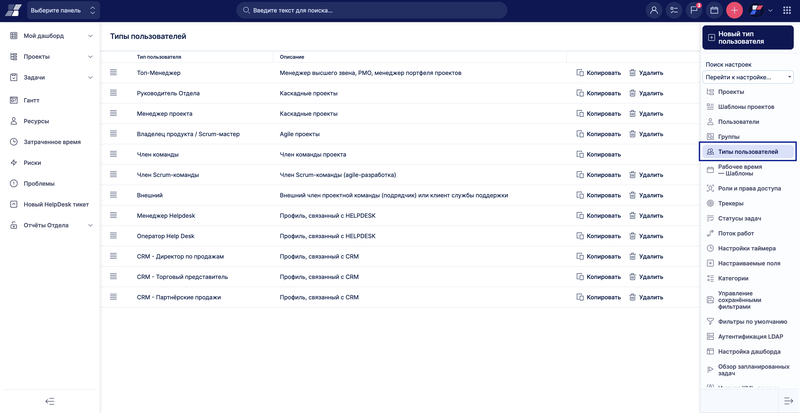 Выберите панель
Введите текст для поиска...
Мой дашборд
Проекты
Задачи
Гантт
Ресурсы
Затраченное время
Риски
Проблемы
Новый HelpDesk тикет
Отчёты Отдела
Типы пользователей
Тип пользователя Описание
Топ-Менеджер Менеджер высшего звена, PMO, менеджер портфеля проектов Копировать Удалить
Руководитель Отдела Каскадные проекты Копировать Удалить
Менеджер проекта Каскадные проекты Копировать Удалить
Владелец продукта / Scrum-мастер Agile проекты Копировать Удалить
Член команды Член команды проекта Копировать
Член Scrum-команды Член Scrum-команды (agile-разработка) Копировать Удалить
Внешний Внешний член проектной команды (подрядчик) или клиент службы поддержки Копировать Удалить
Менеджер Helpdesk Профиль, связанный с HELPDESK Копировать Удалить
Оператор Help Desk Профиль, связанный с HELPDESK Копировать Удалить
CRM - Директор по продажам Профиль, связанный с CRM Копировать Удалить
CRM - Торговый представитель Профиль, связанный с CRM Копировать Удалить
CRM - Партнёрские продажи Профиль, связанный с CRM Копировать Удалить
Новый тип
пользователя
Поиск настроек
Перейти к настройке...
Проекты
Шаблоны проектов
Пользователи
Группы
Типы пользователей
Рабочее время
— Шаблоны
Роли и права доступа
Трекеры
Статусы задач
Поток работ
Настройки таймера
Настраиваемые поля
Категории
Управление
сохранёнными
фильтрами
Фильтры по умолчанию
Аутентификация LDAP
Настройка дашборда
Обзор запланированных
задач